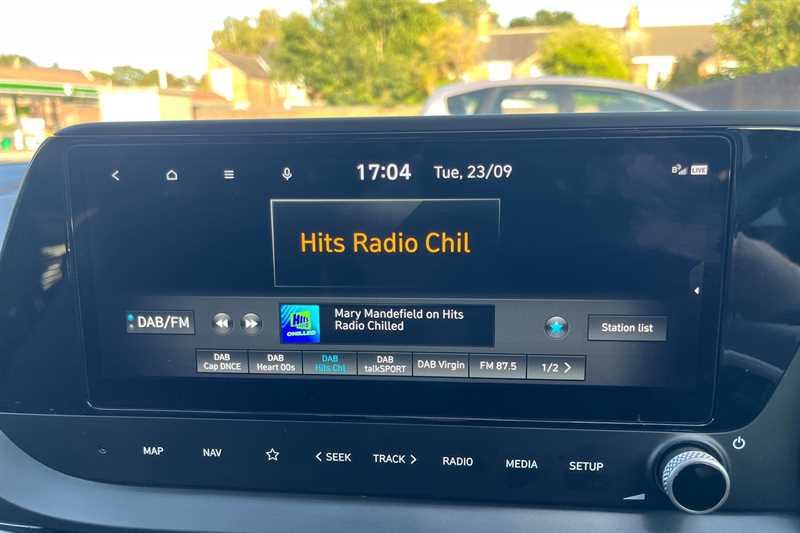 17:04 Tue, 23/09
LIVE
Hits Radio Chil
DAB/FM
Hits
CHILLED
Mary Mandefield on Hits
Radio Chilled
Station list
DAB
Cap DNCE
DAB
Heart 00s
DAB
Hits Chl
DAB
talkSPORT
DAB Virgin
FM 87.5
1/2
MAP
NAV
SEEK
TRACK
RADIO
MEDIA
SETUP